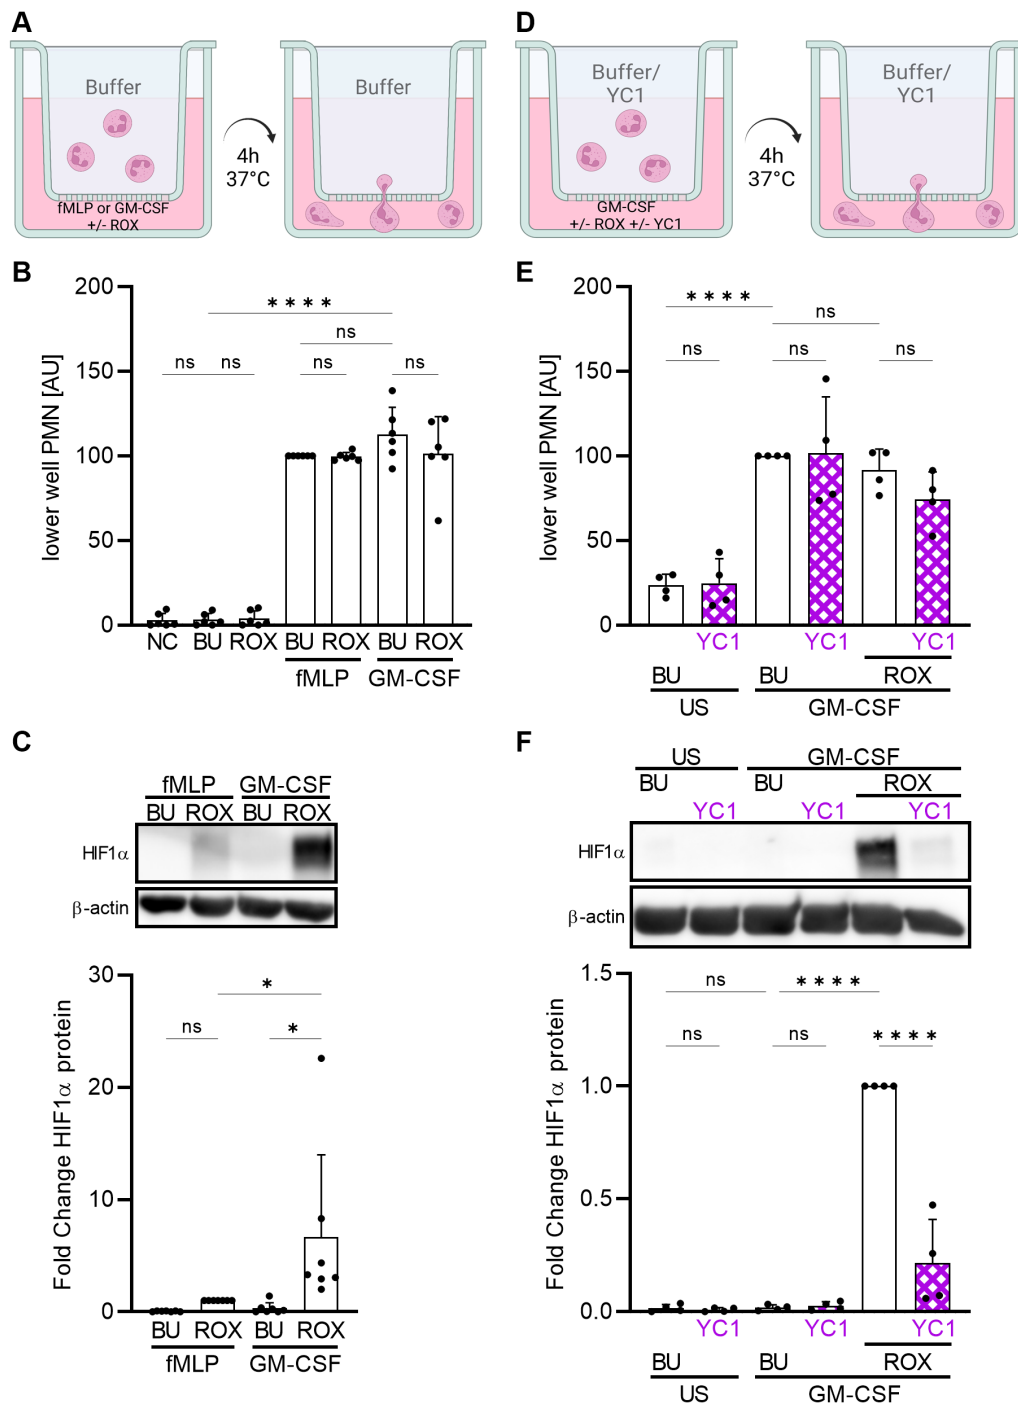 A
Buffer
fMLP or GM-CSF
+/- ROX
4h
37°C
Buffer
D
Buffer/
YC1
GM-CSF
+/- ROX +/- YC1
4h
37°C
Buffer/
YC1
B
lower well PMN [AU]
200
150
100
50
0
ns ns
* * * *
ns
ns ns
NC BU ROX BU ROX BU ROX
fMLP GM-CSF
E
lower well PMN [AU]
200
150
100
50
0
* * * *
ns
ns ns ns
YC1 YC1 YC1
BU BU ROX
US GM-CSF
C
fMLP GM-CSF
BU ROX BU ROX
HIF1α
β-actin
Fold Change HIF1α protein
30
20
10
0
*
ns *
BU ROX BU ROX
fMLP GM-CSF
F
US GM-CSF
BU BU ROX
YC1 YC1 YC1
HIF1α
β-actin
Fold Change HIF1α protein
1.5
1.0
0.5
0.0
ns * * * *
ns ns * * * *
YC1 YC1 YC1
BU BU ROX
US GM-CSF